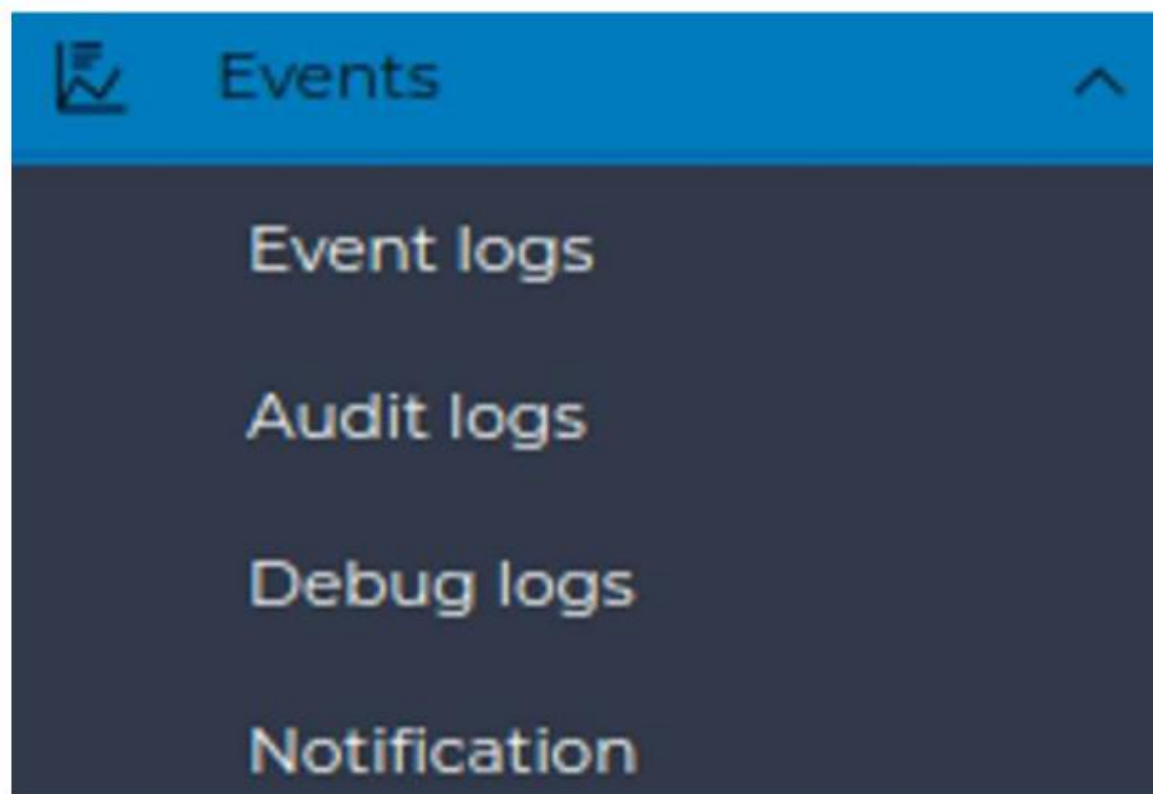 Events
Event logs
Audit logs
Debug logs
Notification